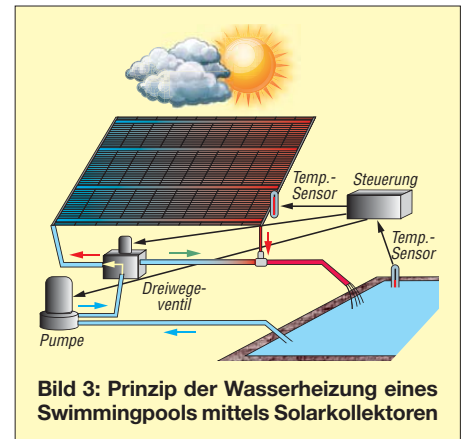 Temp.-
Sensor
Steuerung
Temp.-
Sensor
Dreiwege-
ventil
Pumpe
Bild 3: Prinzip der Wasserheizung eines
Swimmingpools mittels Solarkollektoren